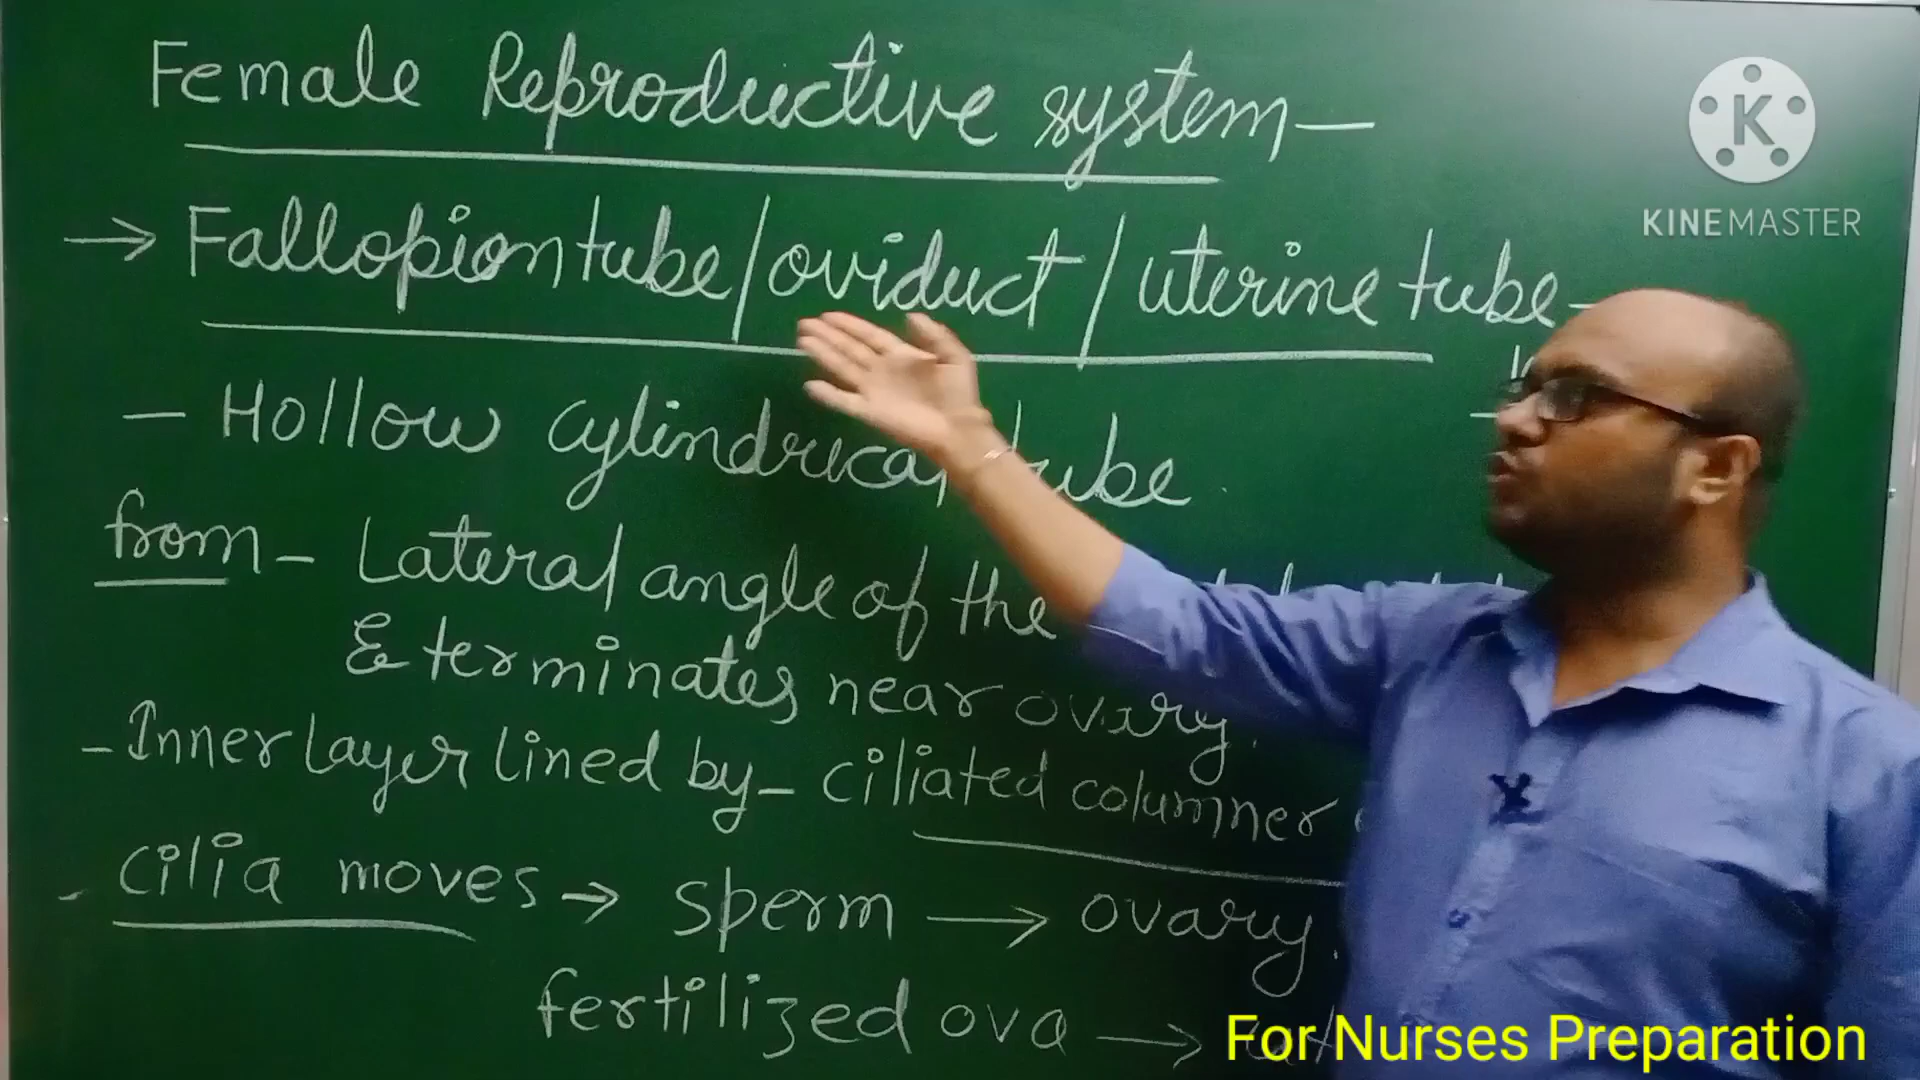 Female Reproductive system —
→ Fallopion tube / oviduct / uterine tube —
– Hollow cylindrical tube.
from – Lateral angle of the
& terminates near ovary.
– Inner Layer lined by – ciliated columner
- cilia moves → sperm → ovary.
fertilized ova →
K
KINEMASTER
For Nurses Preparation